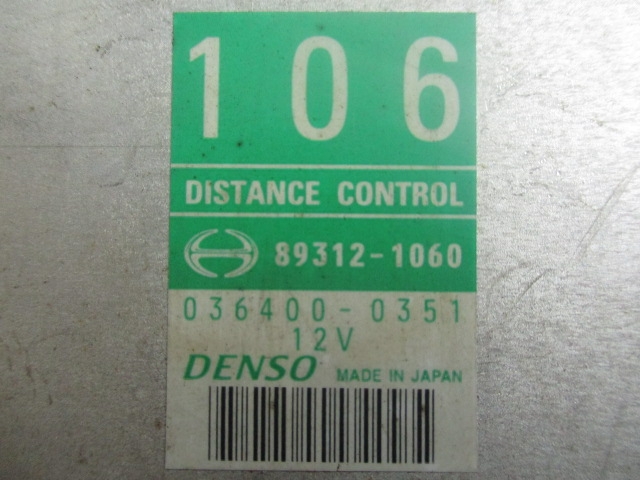 106
DISTANCE CONTROL
89312-1060
036400-0351
12V
DENSO MADE IN JAPAN